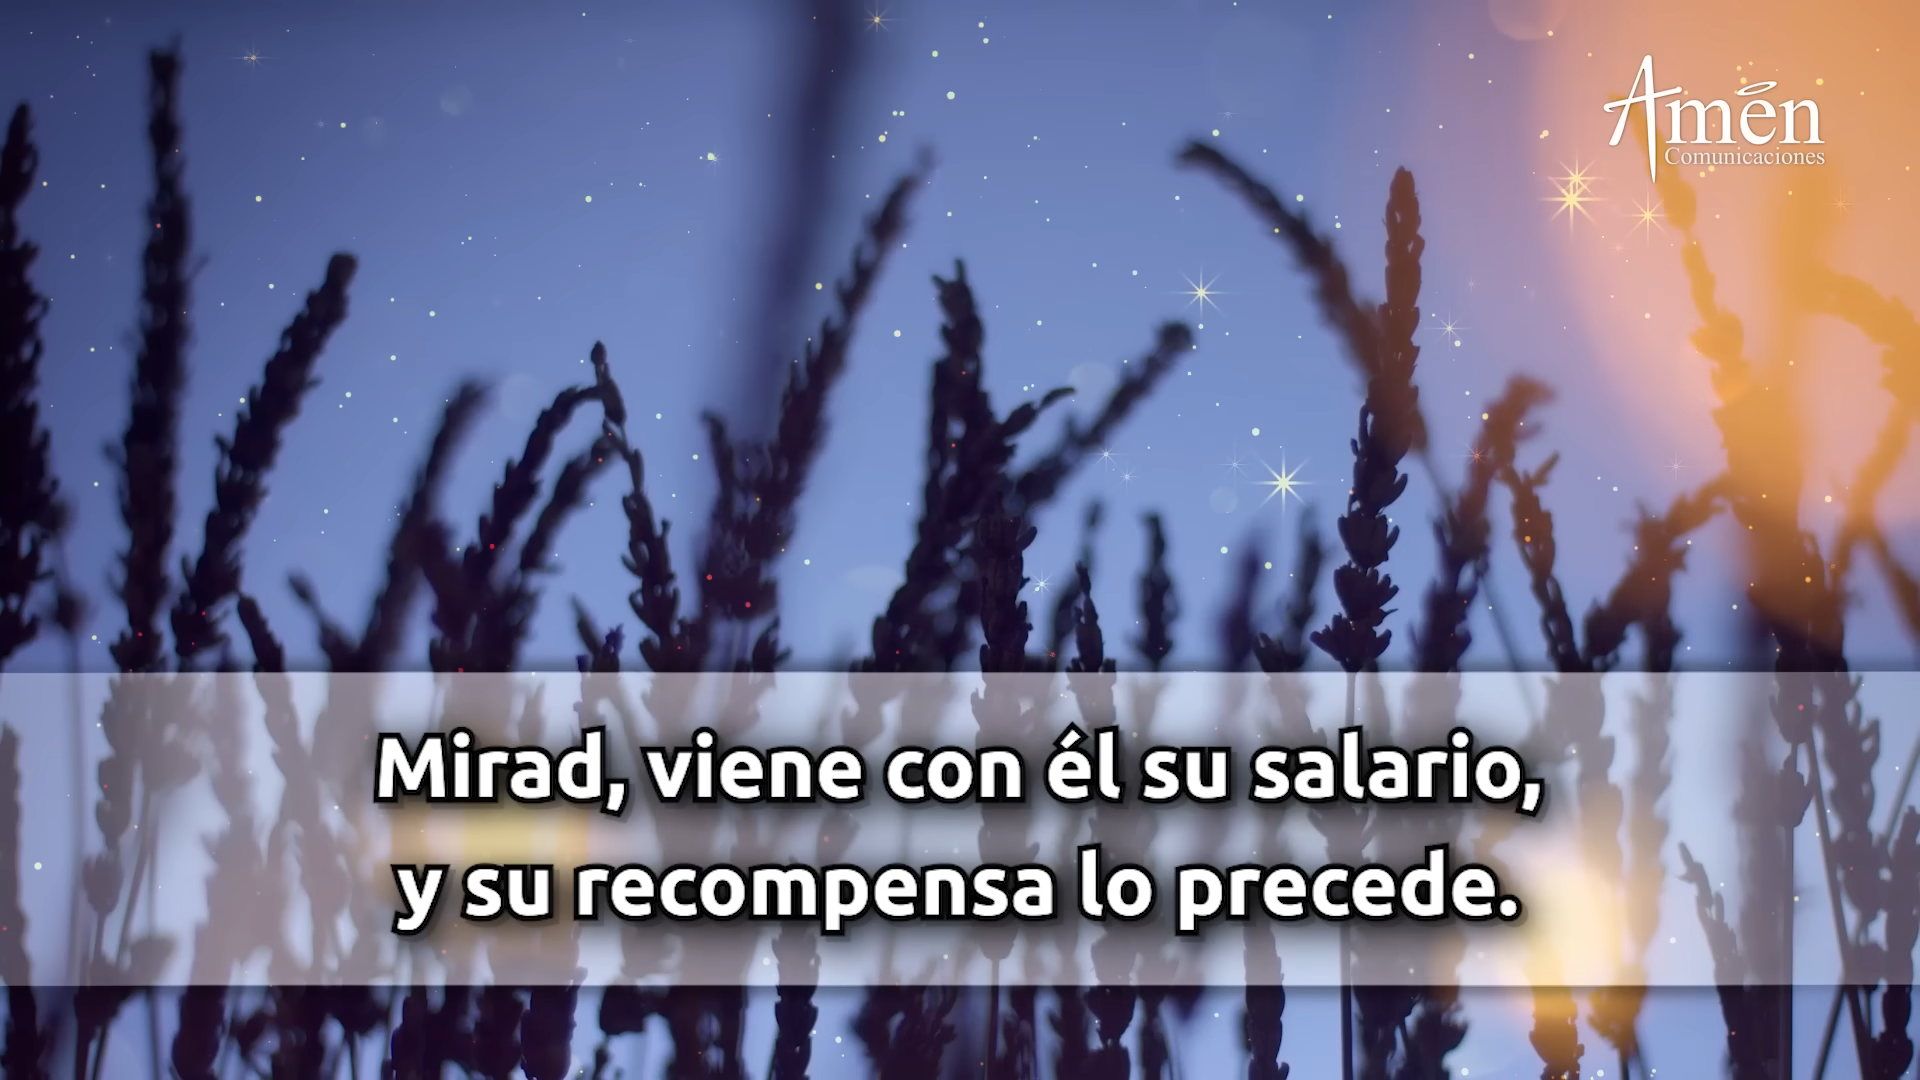 Amén
Comunicaciones
Mirad, viene con él su salario,
y su recompensa lo precede.